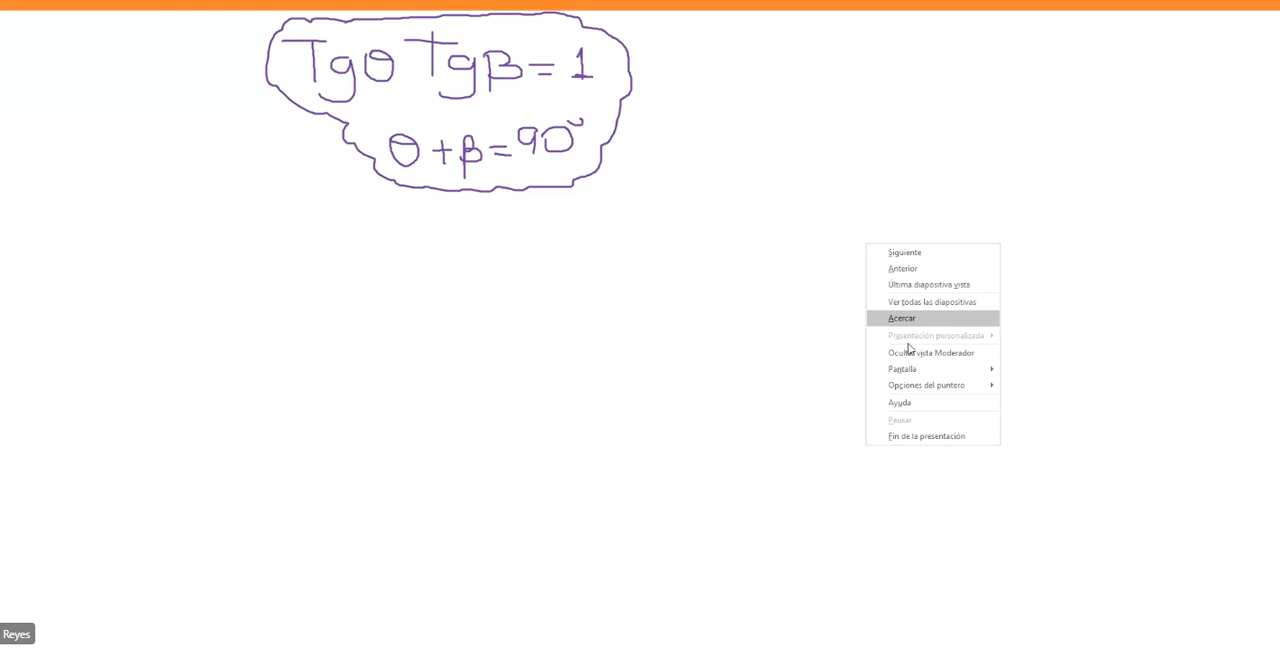 Tgθ Tgβ = 1
θ + β = 90°
Siguiente
Anterior
Última diapositiva vista
Ver todas las diapositivas
Acercar
Presentación personalizada
Ocultar vista Moderador
Pantalla
Opciones del puntero
Ayuda
Pausar
Fin de la presentación
Reyes